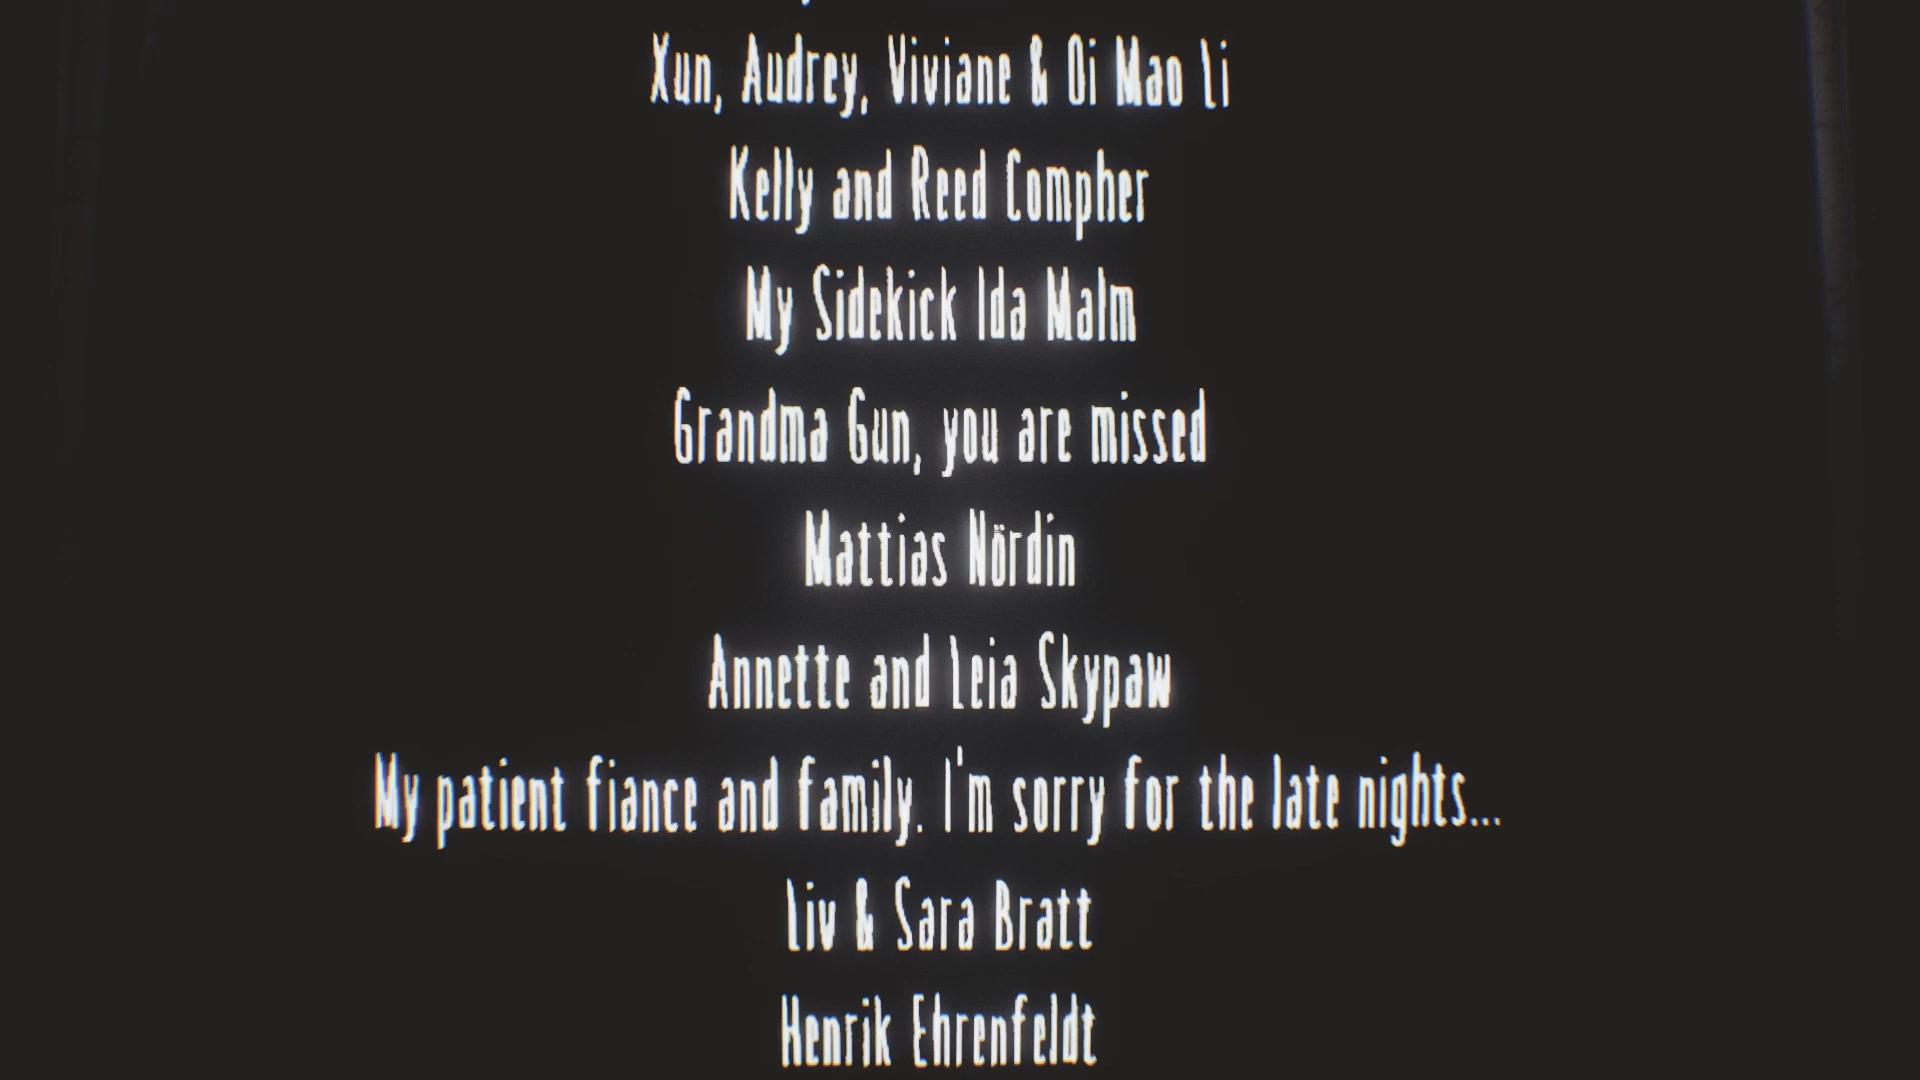 Xun, Audrey, Viviane & Oi Mao Li
Kelly and Reed Compher
My Sidekick Ida Malm
Grandma Gun, you are missed
Mattias Nördin
Annette and Leia Skypaw
My patient fiance and family. I'm sorry for the late nights...
Liv & Sara Bratt
Henrik Ehrenfeldt